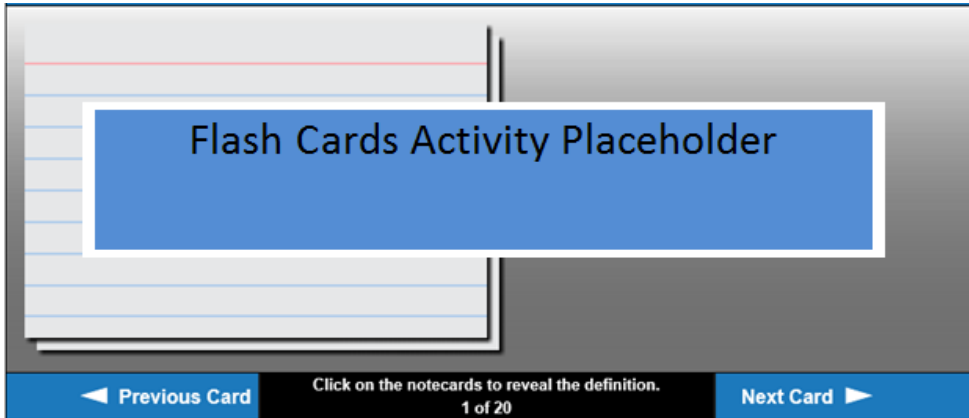 Flash Cards Activity Placeholder
Previous Card
Click on the notecards to reveal the definition.
1 of 20
Next Card